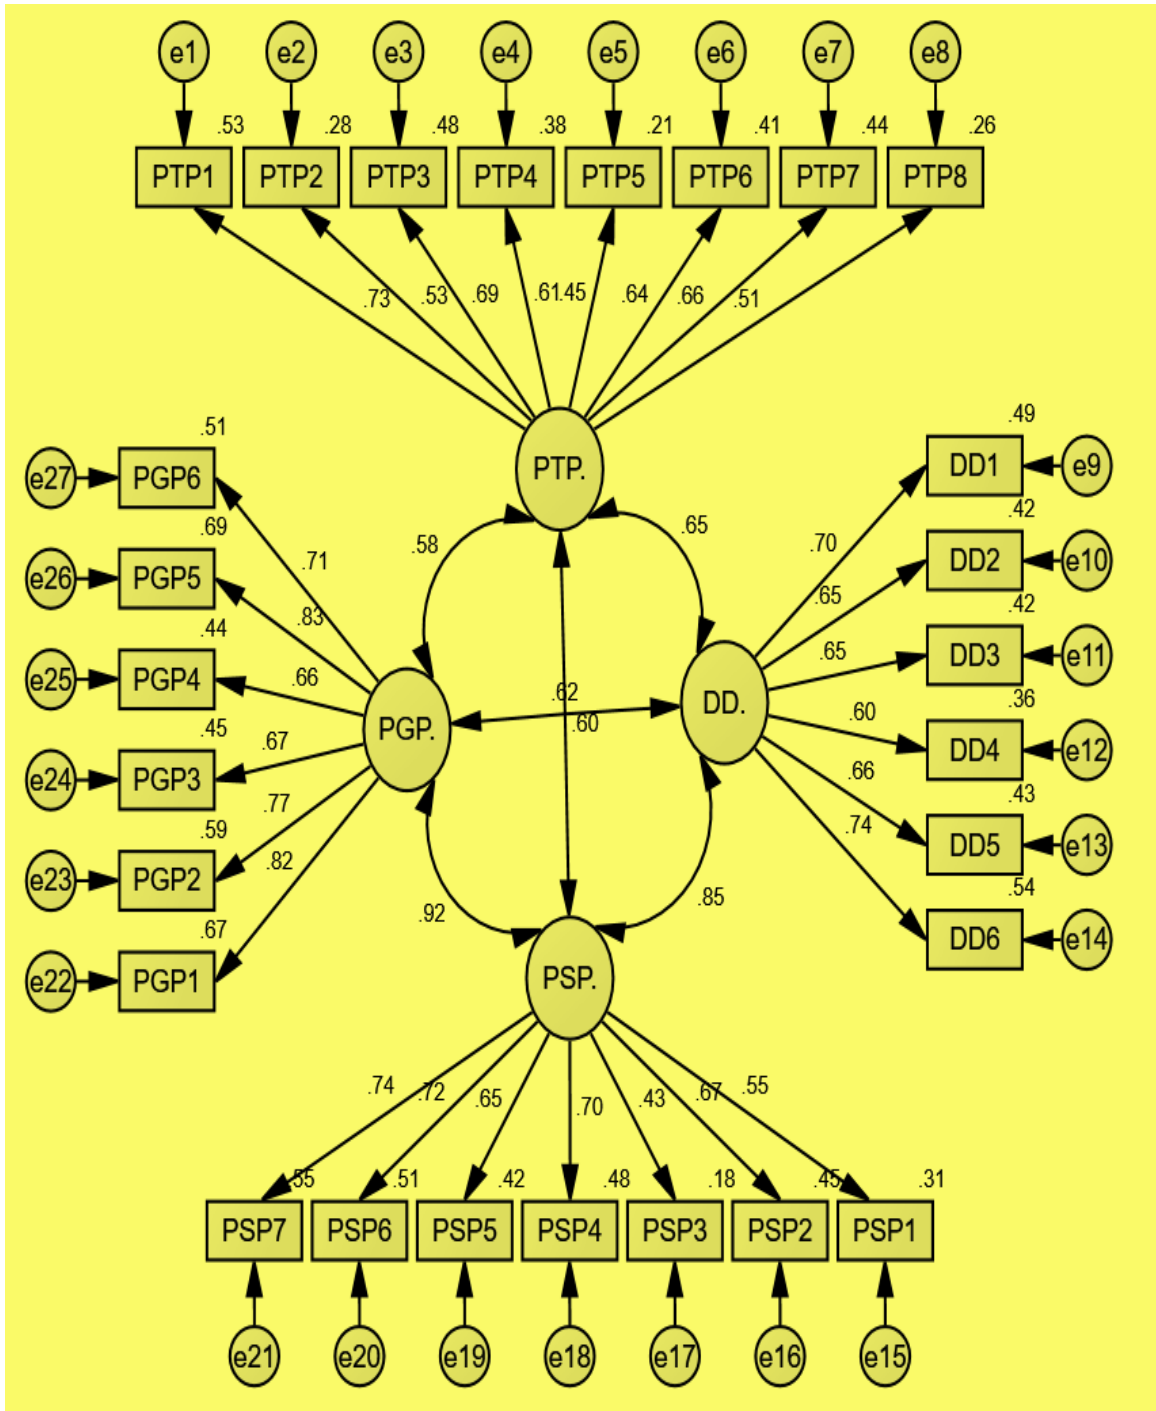 e1 e2 e3 e4 e5 e6 e7 e8
.53 .28 .48 .38 .21 .41 .44 .26
PTP1 PTP2 PTP3 PTP4 PTP5 PTP6 PTP7 PTP8
.73 .53 .69 .61 .45 .64 .66 .51
PTP.
.51 .49
e27 PGP6 DD1 e9
.69 .71 .58 .65 .70 .42
e26 PGP5 DD2 e10
.44 .83 .65 .42
e25 PGP4 .66 .65 DD3 e11
.62 .36
PGP. .60 DD. .60
.45 .67 DD4 e12
e24 PGP3 .66 .43
.59 .77 .74
e23 PGP2 .82 DD5 e13
.67 .92 .85 .54
e22 PGP1 DD6 e14
PSP.
.74 .72 .65 .70 .43 .67 .55
.55 .51 .42 .48 .18 .45 .31
PSP7 PSP6 PSP5 PSP4 PSP3 PSP2 PSP1
e21 e20 e19 e18 e17 e16 e15